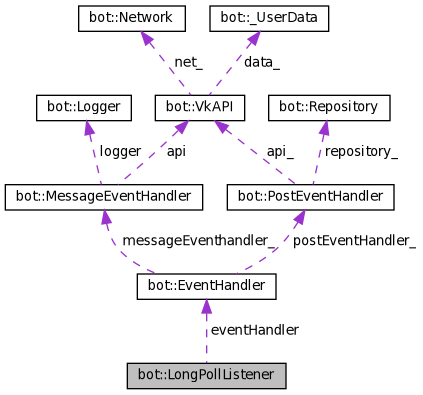 bot::Network
bot::_UserData
net_
data_
bot::Logger
bot::VkAPI
bot::Repository
logger
api
api_
repository_
bot::MessageEventHandler
bot::PostEventHandler
messageEventhandler_
postEventHandler_
bot::EventHandler
eventHandler
bot::LongPollListener